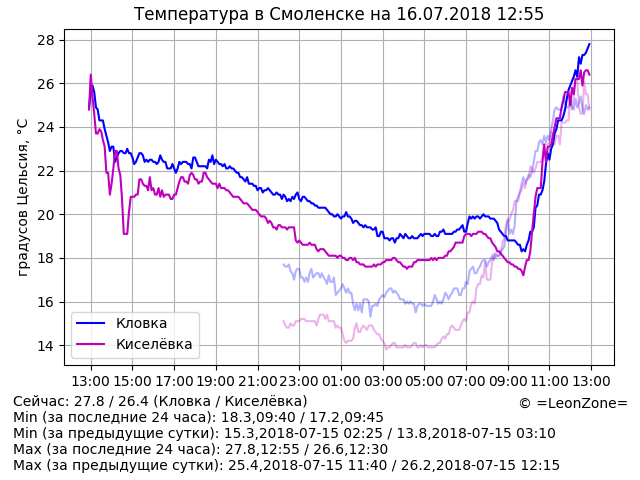 Температура в Смоленске на 16.07.2018 12:55
градусов Цельсия, °C
28
26
24
22
20
18
16
14
Кловка
Киселёвка
13:00 15:00 17:00 19:00 21:00 23:00 01:00 03:00 05:00 07:00 09:00 11:00 13:00
Сейчас: 27.8 / 26.4 (Кловка / Киселёвка)
© =LeonZone=
Min (за последние 24 часа): 18.3,09:40 / 17.2,09:45
Min (за предыдущие сутки): 15.3,2018-07-15 02:25 / 13.8,2018-07-15 03:10
Max (за последние 24 часа): 27.8,12:55 / 26.6,12:30
Max (за предыдущие сутки): 25.4,2018-07-15 11:40 / 26.2,2018-07-15 12:15